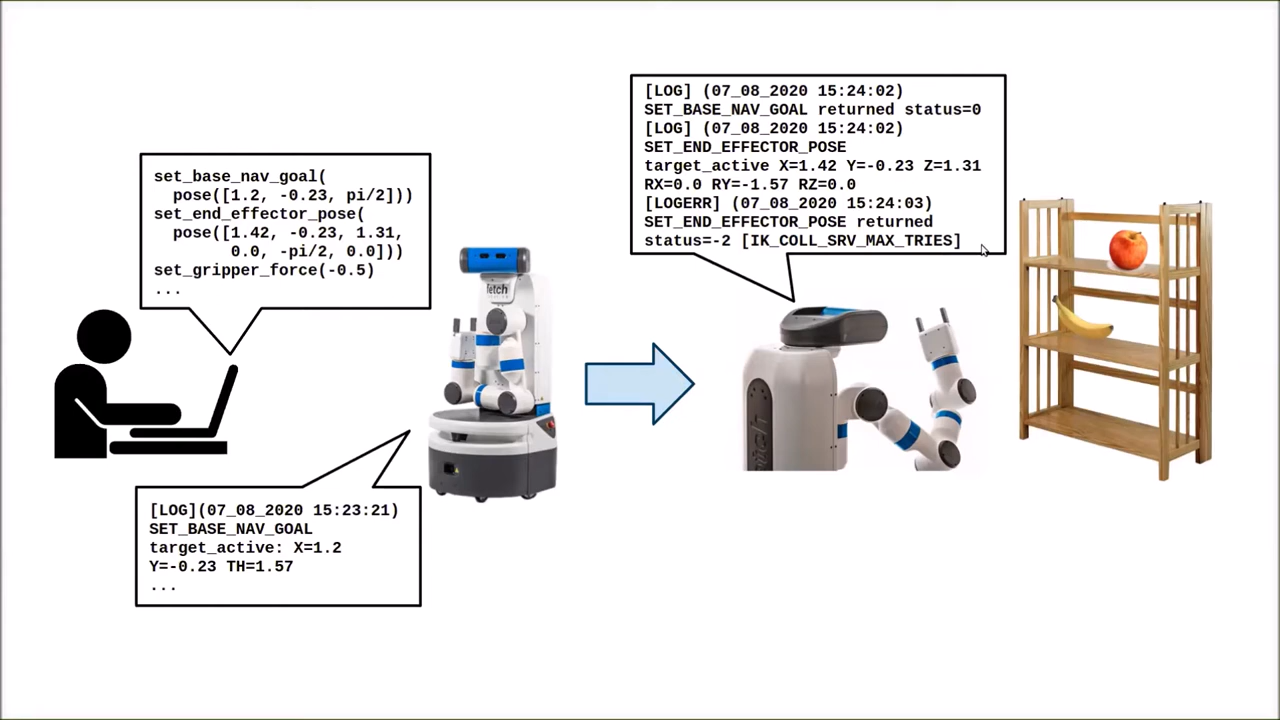 set_base_nav_goal(
pose([1.2, -0.23, pi/2]))
set_end_effector_pose(
pose([1.42, -0.23, 1.31,
0.0, -pi/2, 0.0]))
set_gripper_force(-0.5)
...
[LOG](07_08_2020 15:23:21)
SET_BASE_NAV_GOAL
target_active: X=1.2
Y=-0.23 TH=1.57
...
fetch
[LOG] (07_08_2020 15:24:02)
SET_BASE_NAV_GOAL returned status=0
[LOG] (07_08_2020 15:24:02)
SET_END_EFFECTOR_POSE
target_active X=1.42 Y=-0.23 Z=1.31
RX=0.0 RY=-1.57 RZ=0.0
[LOGERR] (07_08_2020 15:24:03)
SET_END_EFFECTOR_POSE returned
status=-2 [IK_COLL_SRV_MAX_TRIES]